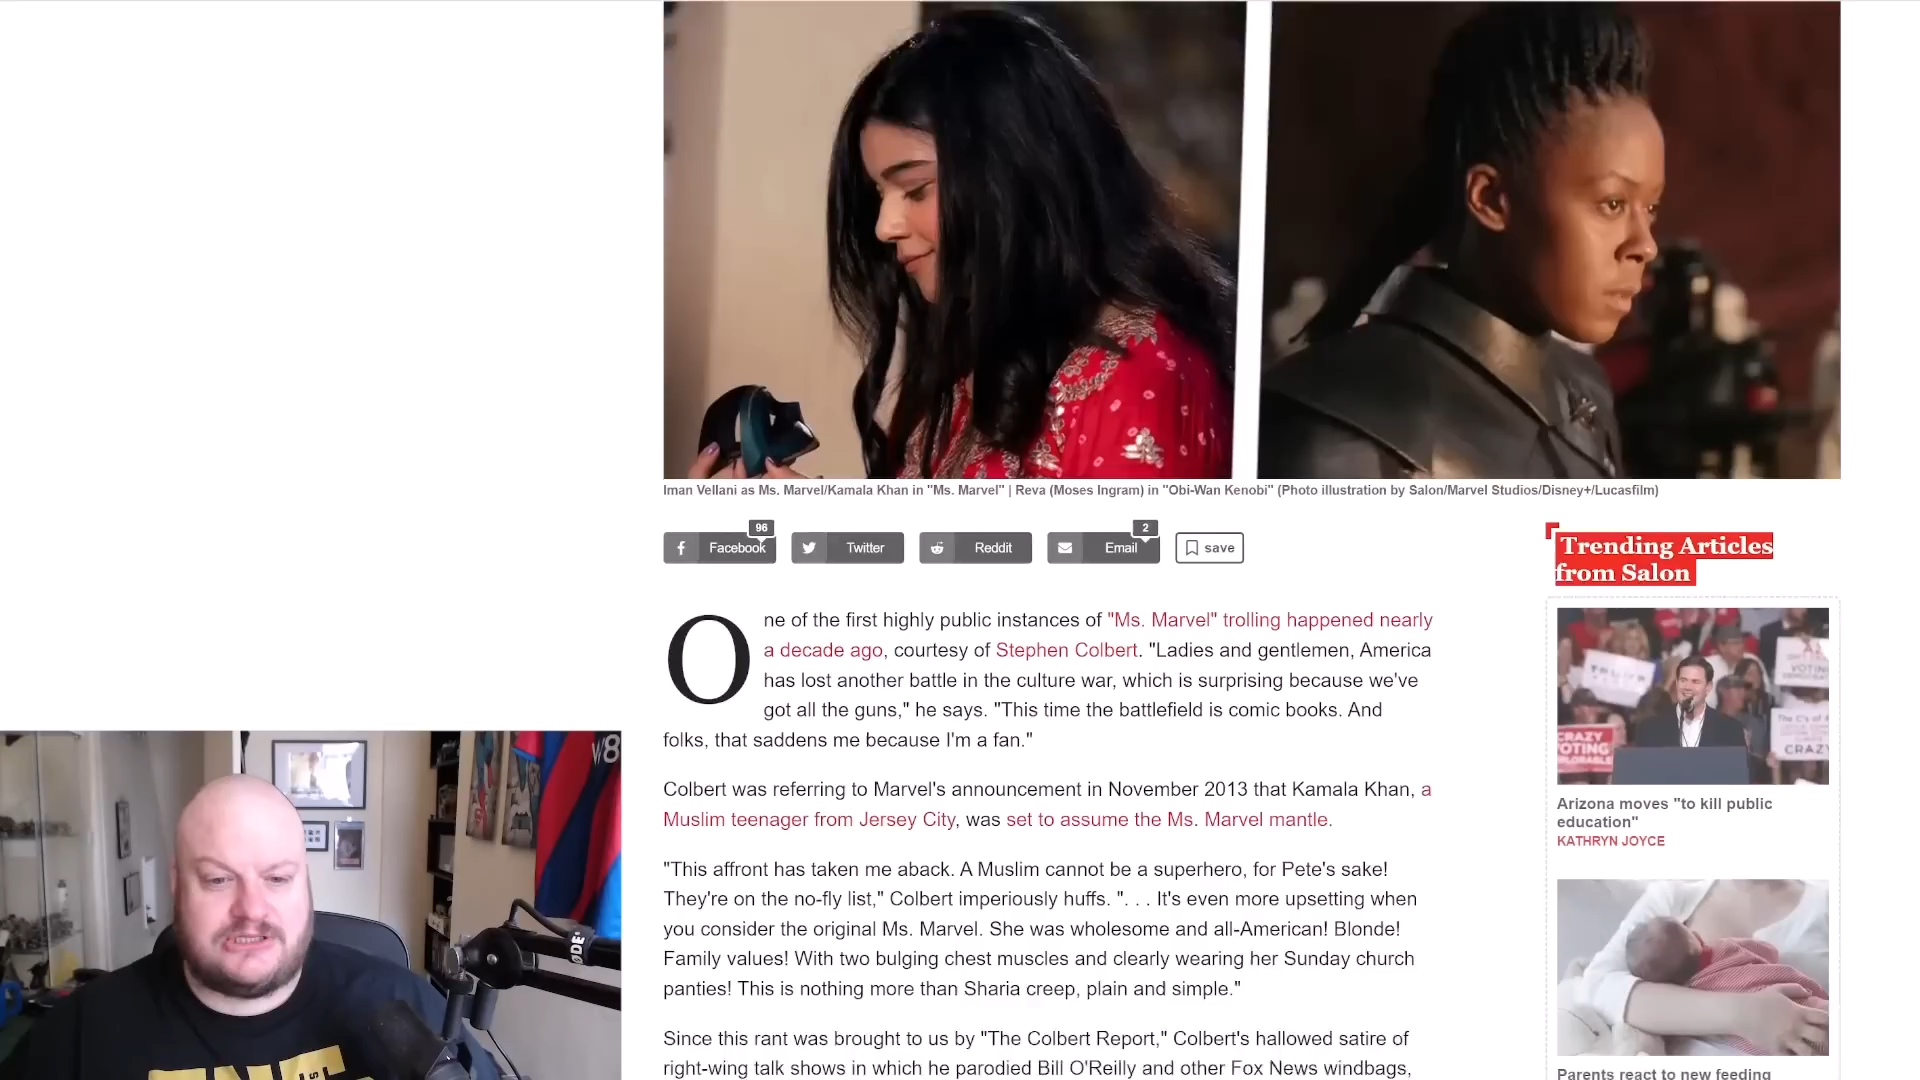 Iman Vellani as Ms. Marvel/Kamala Khan in "Ms. Marvel" | Reva (Moses Ingram) in "Obi-Wan Kenobi" (Photo illustration by Salon/Marvel Studios/Disney+/Lucasfilm)
96
2
Facebook
Twitter
Reddit
Email
save
One of the first highly public instances of "Ms. Marvel" trolling happened nearly
a decade ago, courtesy of Stephen Colbert. "Ladies and gentlemen, America
has lost another battle in the culture war, which is surprising because we've
got all the guns," he says. "This time the battlefield is comic books. And
folks, that saddens me because I'm a fan."
Colbert was referring to Marvel's announcement in November 2013 that Kamala Khan, a
Muslim teenager from Jersey City, was set to assume the Ms. Marvel mantle.
"This affront has taken me aback. A Muslim cannot be a superhero, for Pete's sake!
They're on the no-fly list," Colbert imperiously huffs. ". . . It's even more upsetting when
you consider the original Ms. Marvel. She was wholesome and all-American! Blonde!
Family values! With two bulging chest muscles and clearly wearing her Sunday church
panties! This is nothing more than Sharia creep, plain and simple."
Since this rant was brought to us by "The Colbert Report," Colbert's hallowed satire of
right-wing talk shows in which he parodied Bill O'Reilly and other Fox News windbags,
Trending Articles
from Salon
CRAZY
VOTING
CRAZY
Arizona moves "to kill public
education"
KATHRYN JOYCE
Parents react to new feeding
RØDE